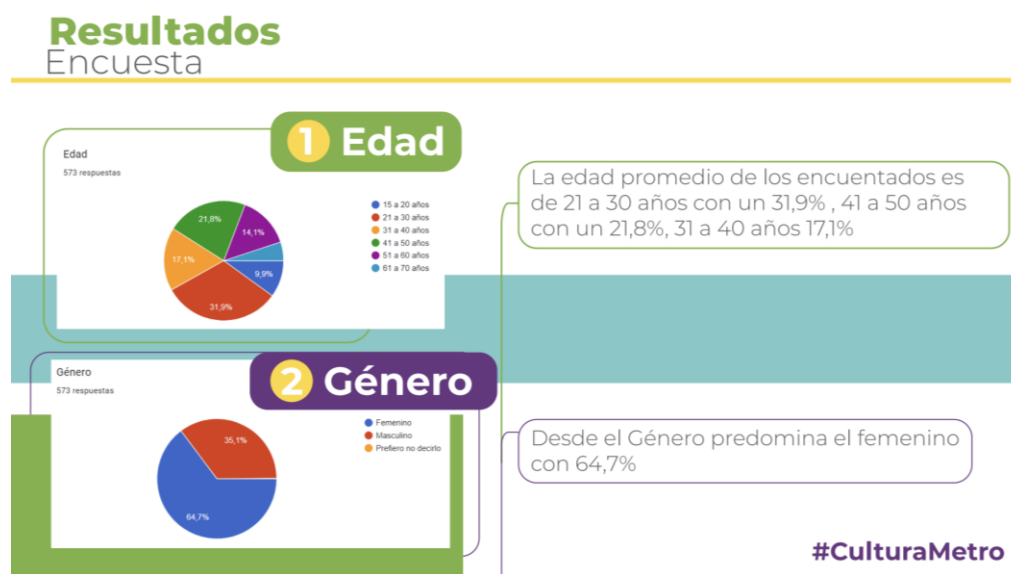 Resultados
Encuesta
1 Edad
Edad
573 respuestas
15 a 20 años
21 a 30 años
31 a 40 años
41 a 50 años
51 a 60 años
61 a 70 años
21,8%
14,1%
17,1%
9,9%
31,9%
La edad promedio de los encuentados es
de 21 a 30 años con un 31,9% , 41 a 50 años
con un 21,8%, 31 a 40 años 17,1%
2 Género
Género
573 respuestas
Femenino
Masculino
Prefiero no decirlo
35,1%
64,7%
Desde el Género predomina el femenino
con 64,7%
#CulturaMetro